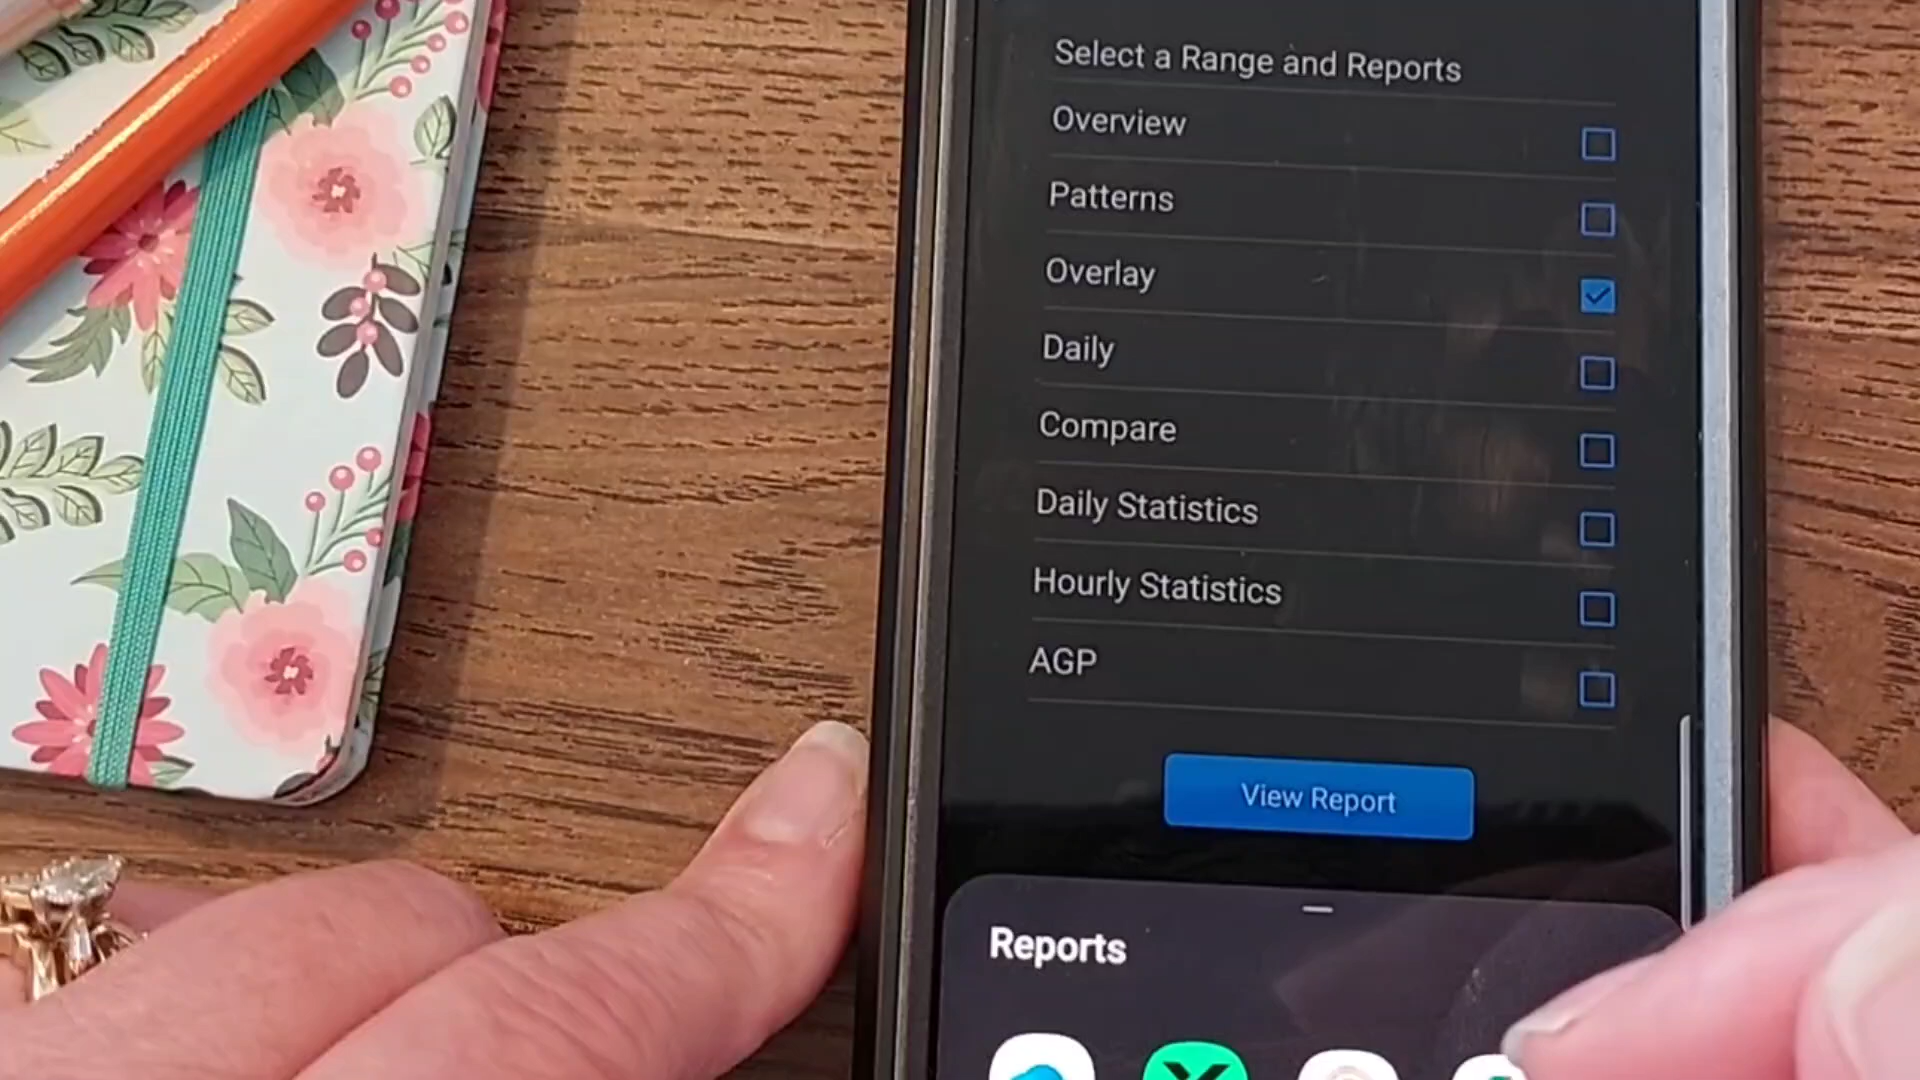 Select a Range and Reports
Overview
Patterns
Overlay
Daily
Compare
Daily Statistics
Hourly Statistics
AGP
View Report
Reports